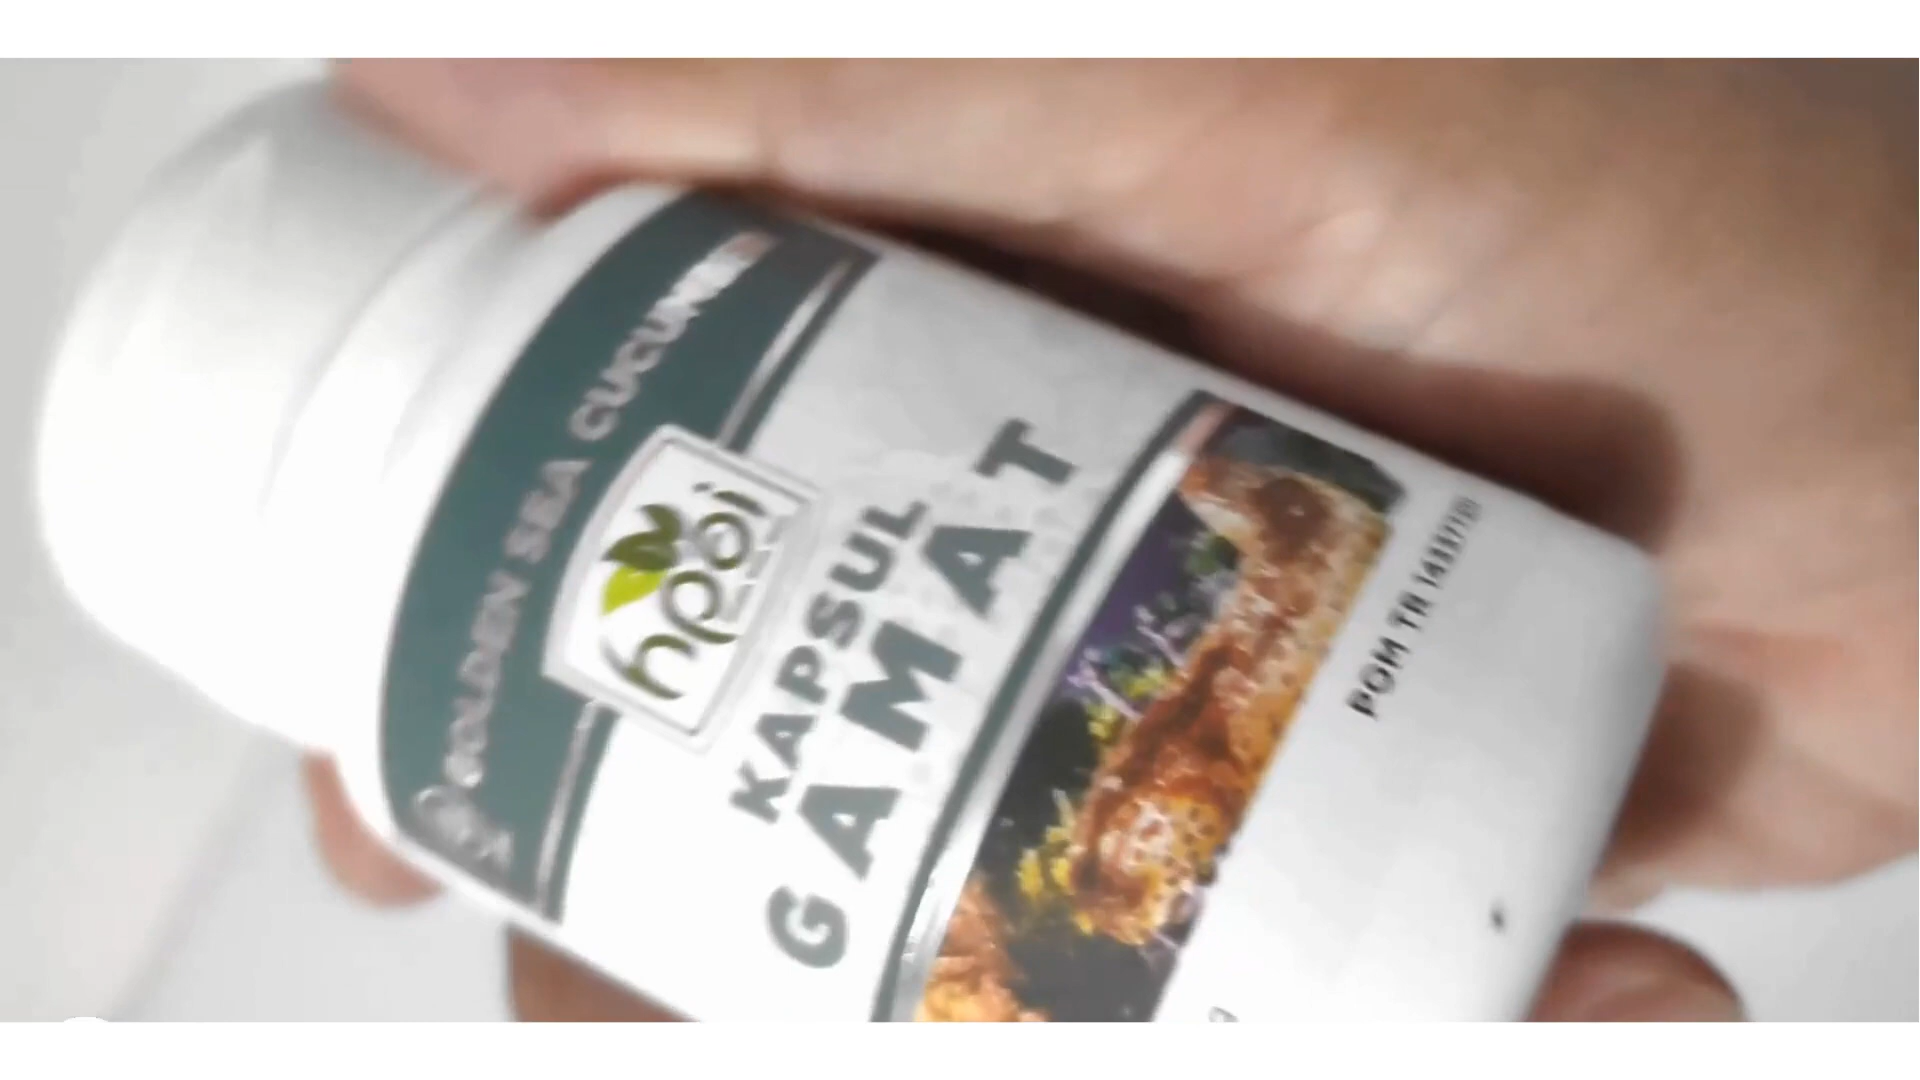 GOLDEN SEA CUCUMBER
hpai
KAPSUL
GAMAT
POM TR